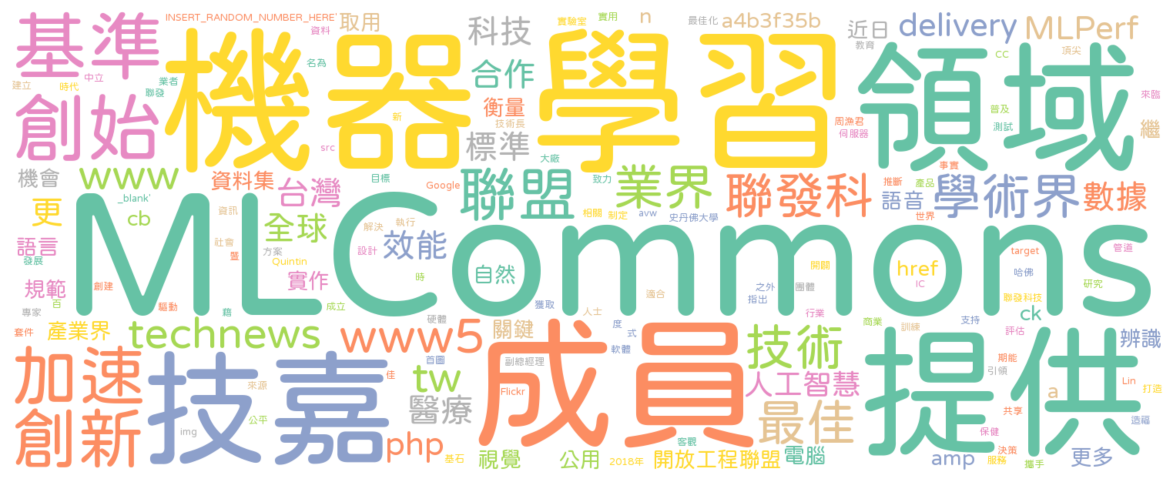 INSERT_RANDOM_NUMBER_HERE'
取用
科技
實驗室
實用
n
最佳化
a4b3f35b
近日
delivery
MLPerf
頂尖
基準
機器學習
領域
資料
名為
教育
CC
建立
時代
中立
業者
聯發
合作
創始
衡量
技術長
新
周漁君
伺服器
普及
測試
來臨
繼
src
標準
大廠
事實
機會
www
資料集
台灣
目標
Google
聯盟
致力
業界
聯發科
推斷
產品
語音
學術界
數據
_blank'
更
cb
資訊
全球
解決
執行
相關
制定
avw
史丹佛大學
世界
MLCommons
語言
發展
社會
暨
方案
設計
效能
Quintin
自然
開闢
href
IC
target
管道
哈佛
規範
百
創建
實作
時
之外
指出
團體
適合
聯發科技
研究
專家
驅動
藉
成立
獲取
人士
行業
ck
套件
產業界
technews
www5
硬體
關鍵
度
式
軟體
技術
商業
訓練
支持
評估
辨識
加速
技嘉
首圖
副總經理
成員
提供
期能
引領
來源
佳
tw
Flickr
人工智慧
a
Lin
打造
創新
公平
醫療
最佳
共享
造福
img
php
基石
客觀
保健
視覺
公用
2018年
開放工程聯盟
電腦
amp
決策
服務
攜手
更多